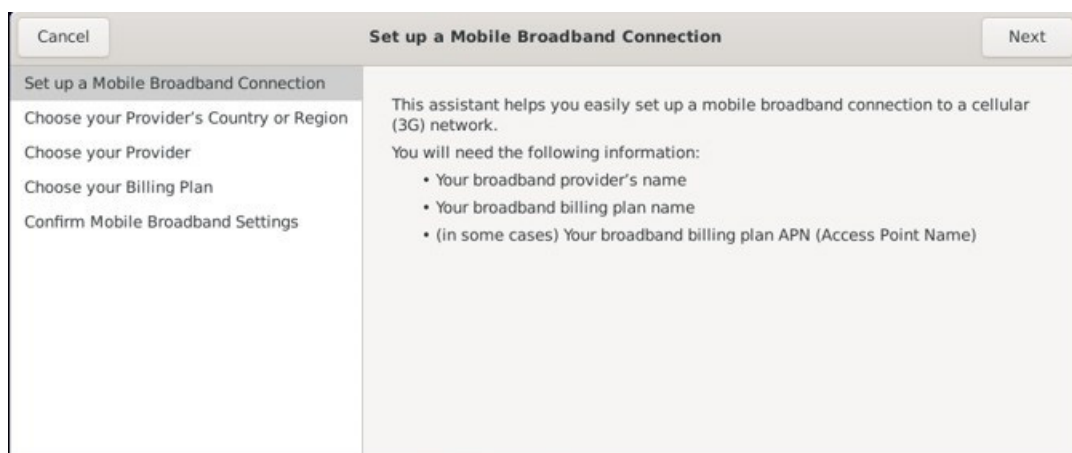 Cancel
Set up a Mobile Broadband Connection
Next
Set up a Mobile Broadband Connection
Choose your Provider’s Country or Region
Choose your Provider
Choose your Billing Plan
Confirm Mobile Broadband Settings
This assistant helps you easily set up a mobile broadband connection to a cellular
(3G) network.
You will need the following information:
• Your broadband provider’s name
• Your broadband billing plan name
• (in some cases) Your broadband billing plan APN (Access Point Name)